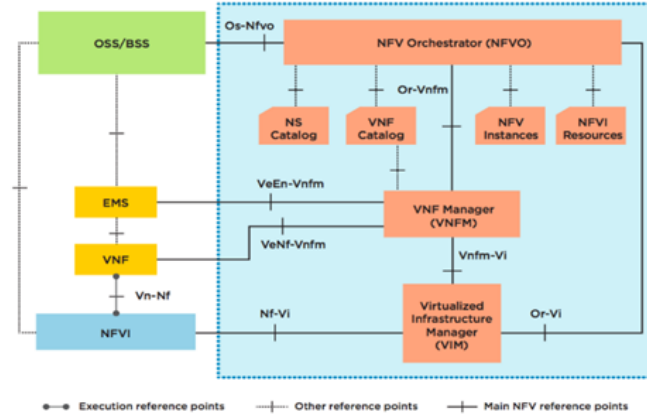 OSS/BSS
Os-Nfvo
NFV Orchestrator (NFVO)
Or-Vnfm
NS
Catalog
VNF
Catalog
NFV
Instances
NFVI
Resources
EMS
VeEn-Vnfm
VNF Manager
(VNFM)
VNF
VeNf-Vnfm
Vnfm-Vi
Vn-Nf
NFVI
Nf-Vi
Virtualized
Infrastructure
Manager
(VIM)
Or-Vi
Execution reference points
Other reference points
Main NFV reference points